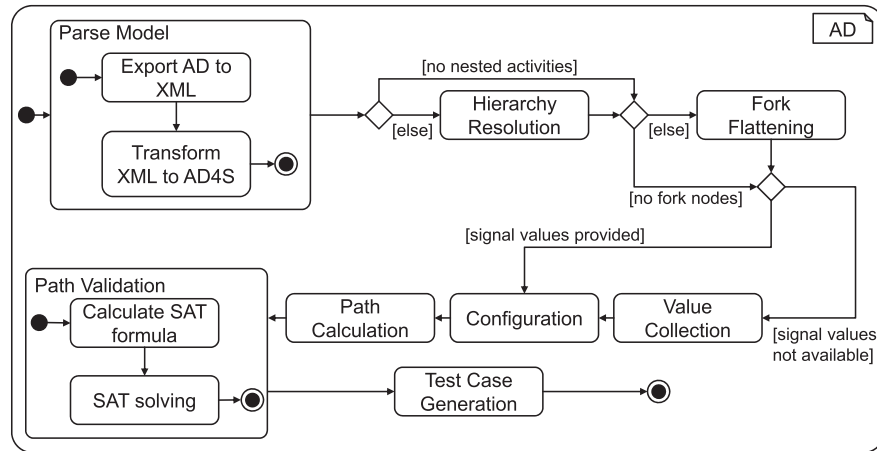 AD
Parse Model
Export AD to
XML
Transform
XML to AD4S
[no nested activities]
[else]
Hierarchy
Resolution
[else]
Fork
Flattening
[no fork nodes]
[signal values provided]
[signal values
not available]
Value
Collection
Configuration
Path
Calculation
Path Validation
Calculate SAT
formula
SAT solving
Test Case
Generation